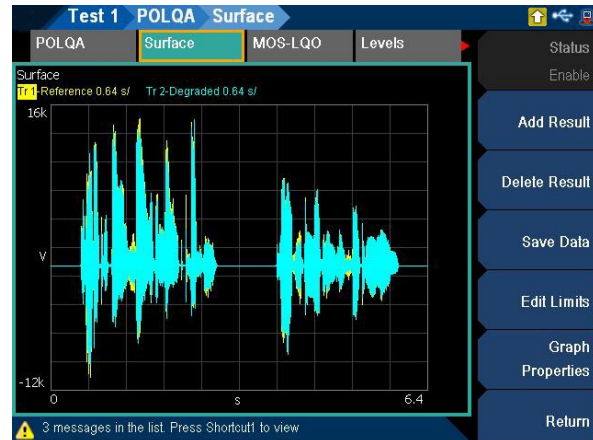 Test 1 POLQA Surface
POLQA Surface MOS-LQO Levels
Status
Enable
Surface
Tr 1-Reference 0.64 s/ Tr 2-Degraded 0.64 s/
16k
V
-12k
0 s 6.4
Add Result
Delete Result
Save Data
Edit Limits
Graph
Properties
Return
3 messages in the list. Press Shortcut1 to view